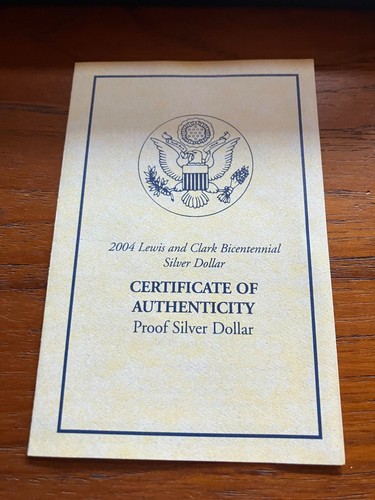 2004 Lewis and Clark Bicentennial
Silver Dollar
CERTIFICATE OF
AUTHENTICITY
Proof Silver Dollar